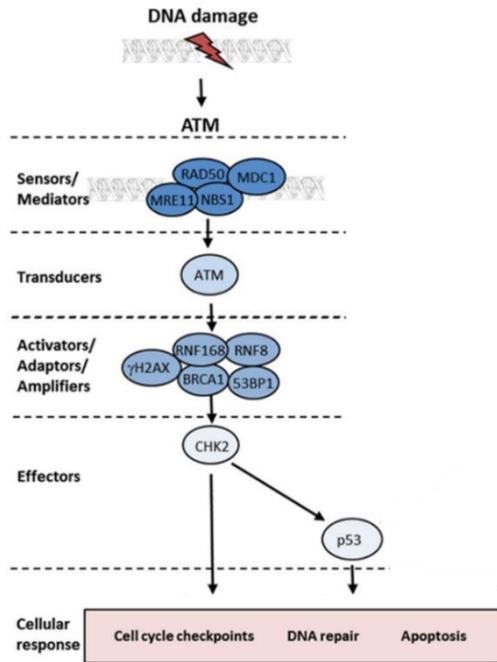 DNA damage
ATM
Sensors/
Mediators
RAD50
MDC1
MRE11
NBS1
Transducers
ATM
Activators/
Adaptors/
Amplifiers
RNF168
RNF8
γH2AX
BRCA1
53BP1
Effectors
CHK2
p53
Cellular
response
Cell cycle checkpoints DNA repair Apoptosis